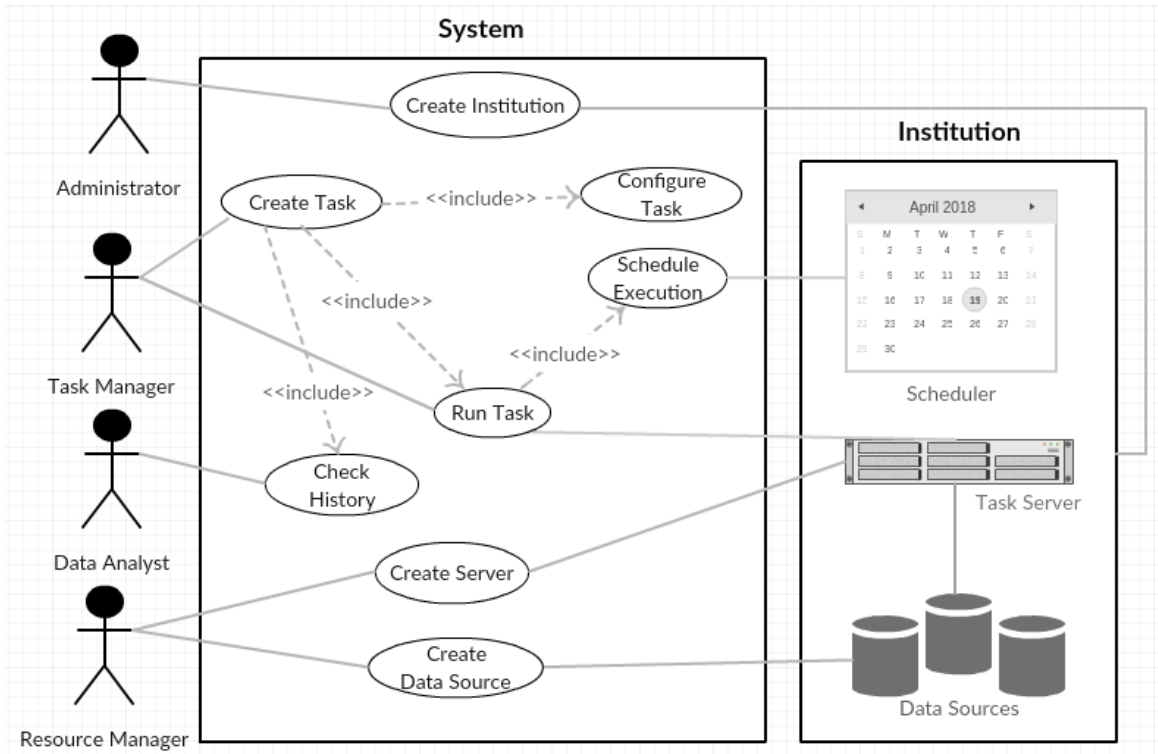 System
Create Institution
Institution
Administrator
Create Task
<<include>>
Configure
Task
◄ April 2018 ►
S M T W T F S
1 2 3 4 5 6 7
8 9 10 11 12 13 14
15 16 17 18 19 20 21
22 23 24 25 26 27 28
29 30
Scheduler
Schedule
Execution
<<include>>
<<include>>
Task Manager
<<include>>
Run Task
Check
History
Task Server
Data Analyst
Create Server
Create
Data Source
Data Sources
Resource Manager